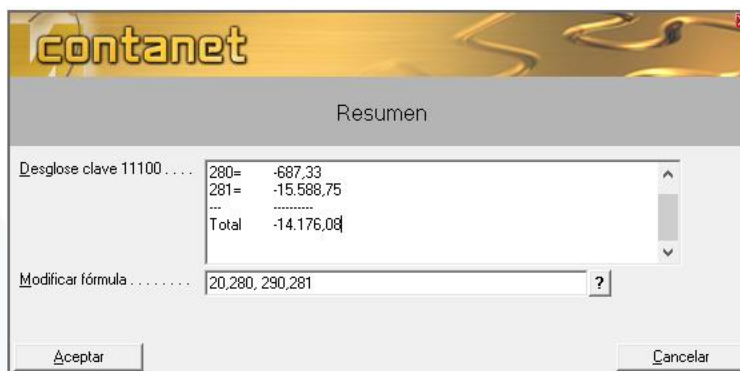 contanet
Resumen
Desglose clave 11100 . . . .
280= -687,33
281= -15.588,75
--- ----------
Total -14.176,08
Modificar fórmula . . . . . . . . 20,280, 290,281 ?
Aceptar Cancelar